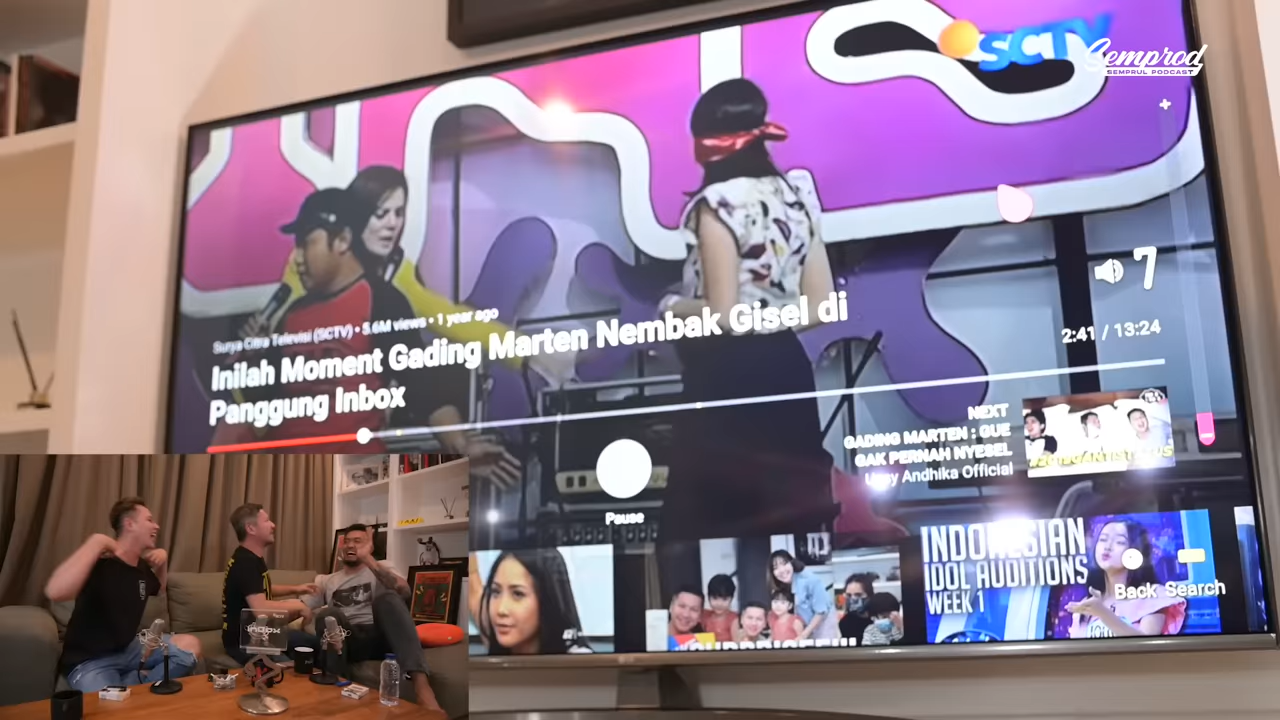 SCTV
Semprod
SEMPRUL PODCAST
7
Surya Citra Televisi (SCTV) • 5.6M views • 1 year ago
Inilah Moment Gading Marten Nembak Gisel di
Panggung Inbox
2:41 / 13:24
NEXT
GADING MARTEN : GUE
GAK PERNAH NYESEL
Andhika Official
Pause
INDONESIAN
IDOL AUDITIONS
WEEK 1
Back Search
inbox